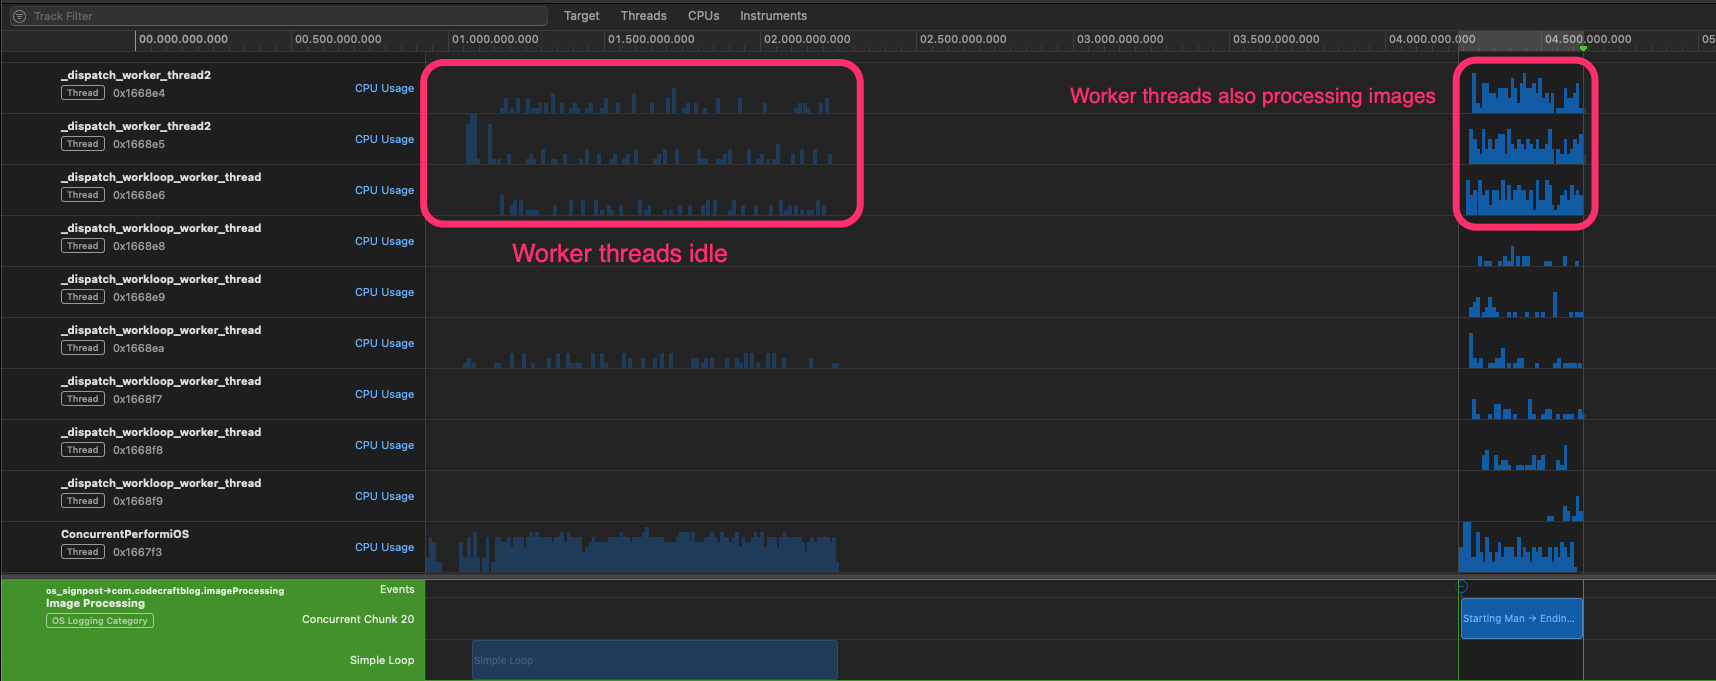 Track Filter
Target Threads CPUs Instruments
00.000.000.000 00.500.000.000 01.000.000.000 01.500.000.000 02.000.000.000 02.500.000.000 03.000.000.000 03.500.000.000 04.000.000.000 04.500.000.000 05
_dispatch_worker_thread2
Thread 0x1668e4
CPU Usage
Worker threads also processing images
_dispatch_worker_thread2
Thread 0x1668e5
CPU Usage
_dispatch_workloop_worker_thread
Thread 0x1668e6
CPU Usage
_dispatch_workloop_worker_thread
Thread 0x1668e8
CPU Usage
Worker threads idle
_dispatch_workloop_worker_thread
Thread 0x1668e9
CPU Usage
_dispatch_workloop_worker_thread
Thread 0x1668ea
CPU Usage
_dispatch_workloop_worker_thread
Thread 0x1668f7
CPU Usage
_dispatch_workloop_worker_thread
Thread 0x1668f8
CPU Usage
_dispatch_workloop_worker_thread
Thread 0x1668f9
CPU Usage
ConcurrentPerformiOS
Thread 0x1667f3
CPU Usage
os_signpost→com.codecraftblog.imageProcessing
Image Processing
OS Logging Category
Events
Concurrent Chunk 20
Starting Man → Endin...
Simple Loop
Simple Loop